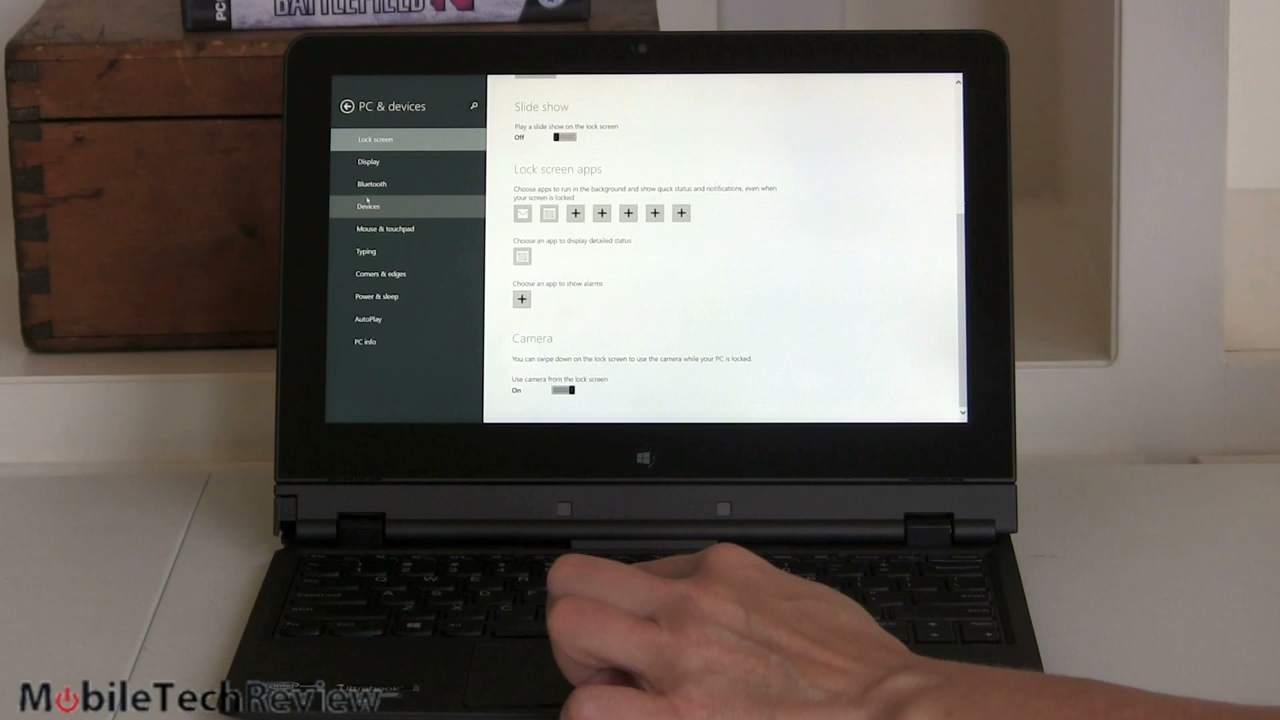 PC
BATTLEFIELD
PC & devices
Lock screen
Display
Bluetooth
Devices
Mouse & touchpad
Typing
Corners & edges
Power & sleep
AutoPlay
PC info
Slide show
Play a slide show on the lock screen
Off
Lock screen apps
Choose apps to run in the background and show quick status and notifications, even when
your screen is locked
Choose an app to display detailed status
Choose an app to show alarms
Camera
You can swipe down on the lock screen to use the camera while your PC is locked.
Use camera from the lock screen
On
Q W E R
A S D
Z X C
MobileTechReview